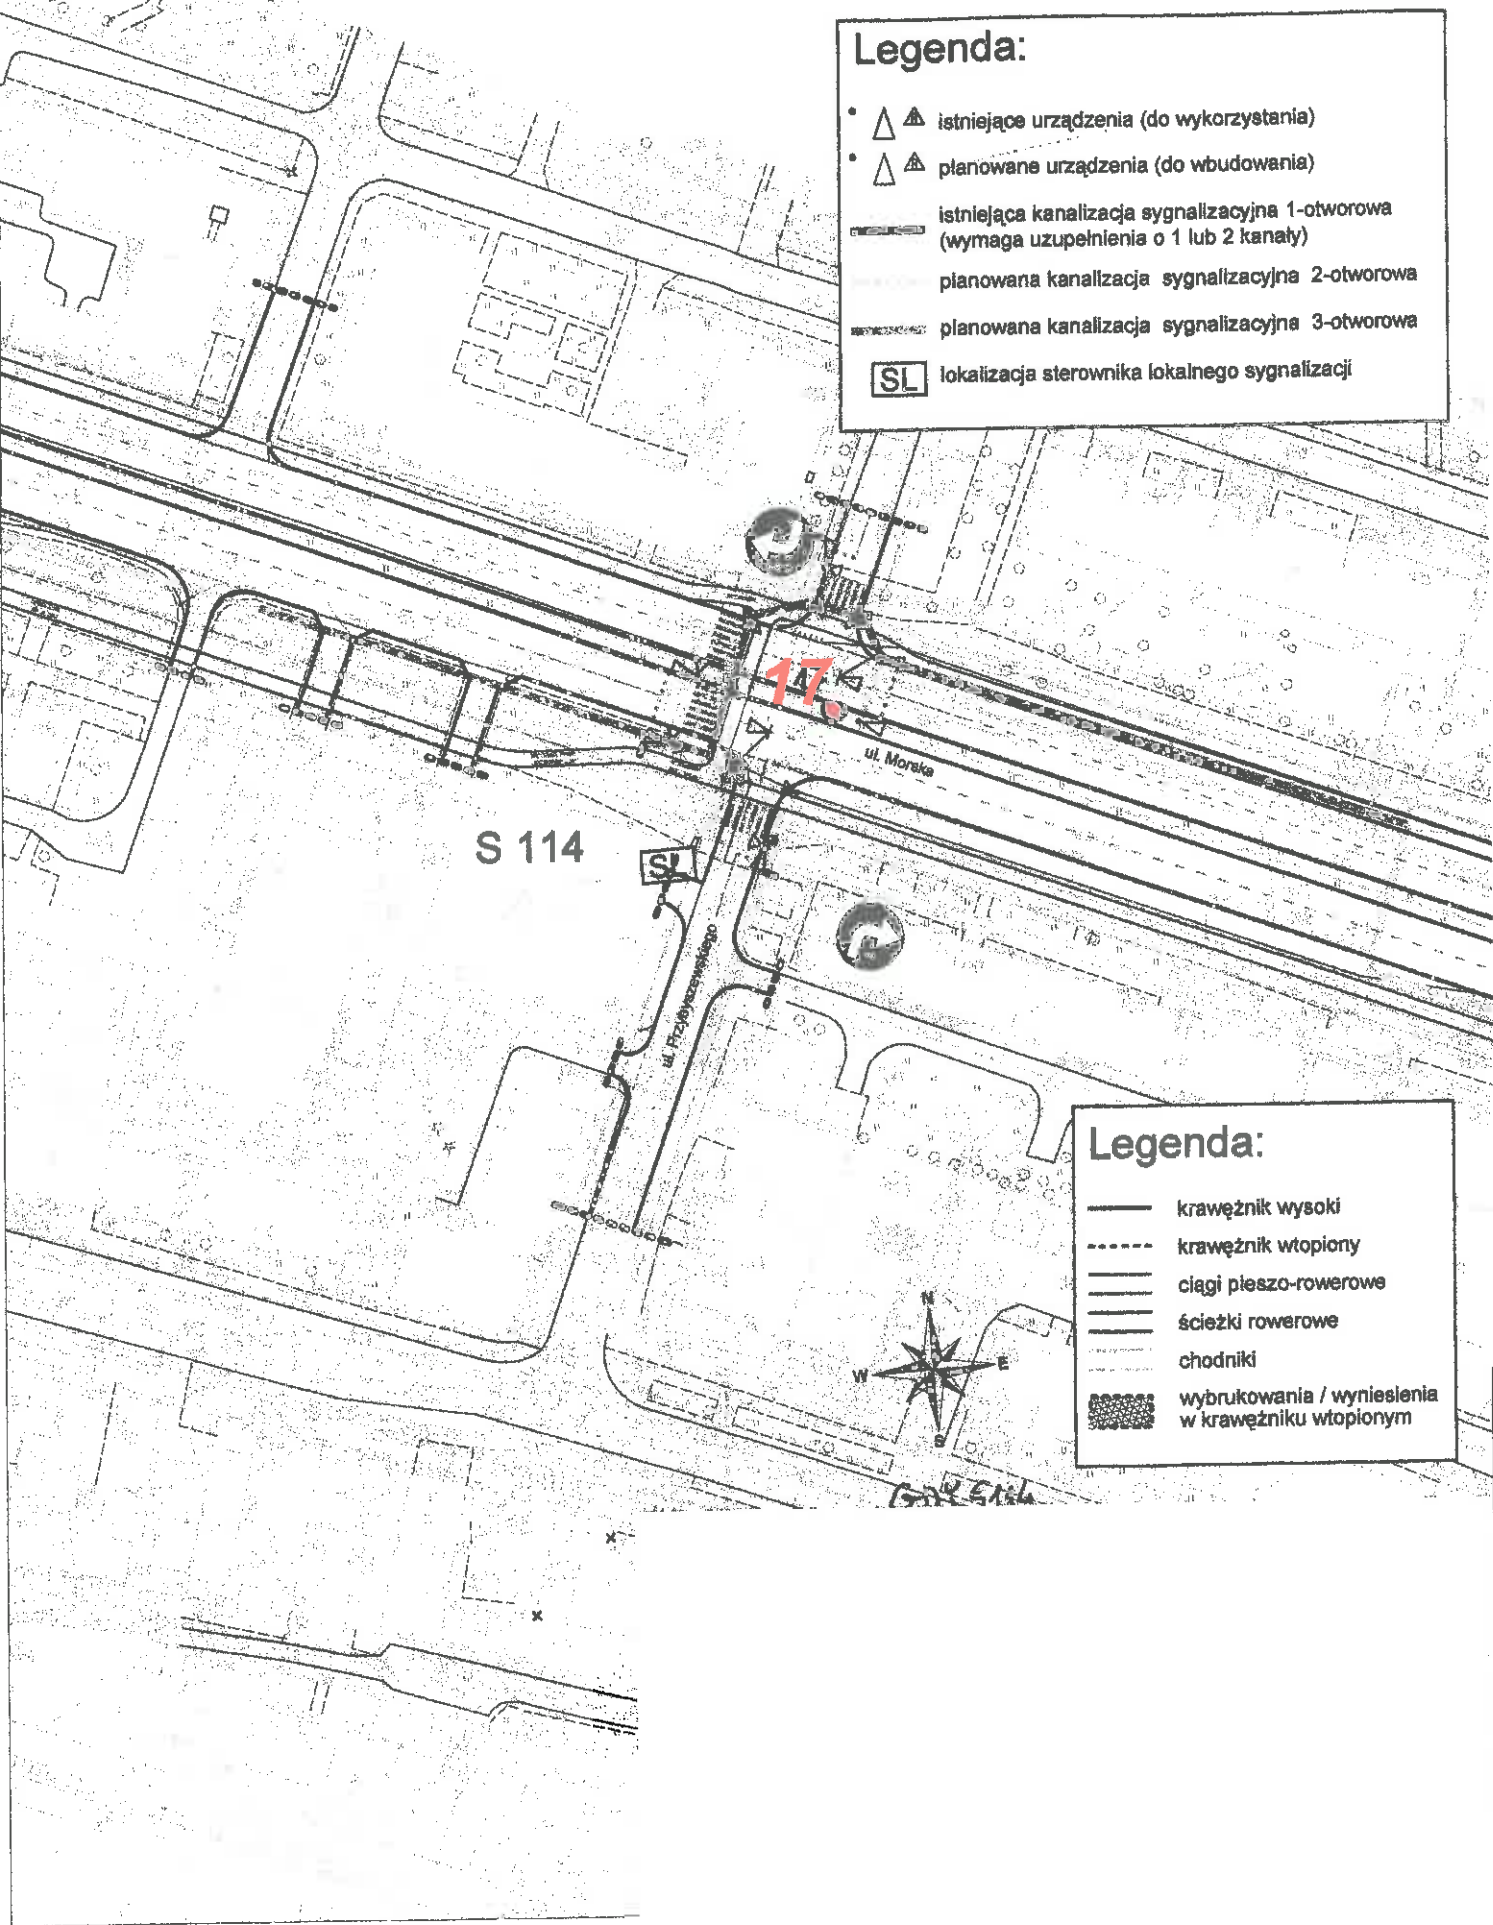 Legenda:
istniejące urządzenia (do wykorzystania)
planowane urządzenia (do wbudowania)
istniejąca kanalizacja sygnalizacyjna 1-otworowa
(wymaga uzupełnienia o 1 lub 2 kanały)
planowana kanalizacja sygnalizacyjna 2-otworowa
planowana kanalizacja sygnalizacyjna 3-otworowa
SL lokalizacja sterownika lokalnego sygnalizacji
17
ul. Morska
S 114
SL
ul. Przybyszewskiego
Legenda:
krawężnik wysoki
krawężnik wtopiony
ciągi pieszo-rowerowe
ścieżki rowerowe
chodniki
wybrukowania / wyniesienia
w krawężniku wtopionym
N
W
E
S